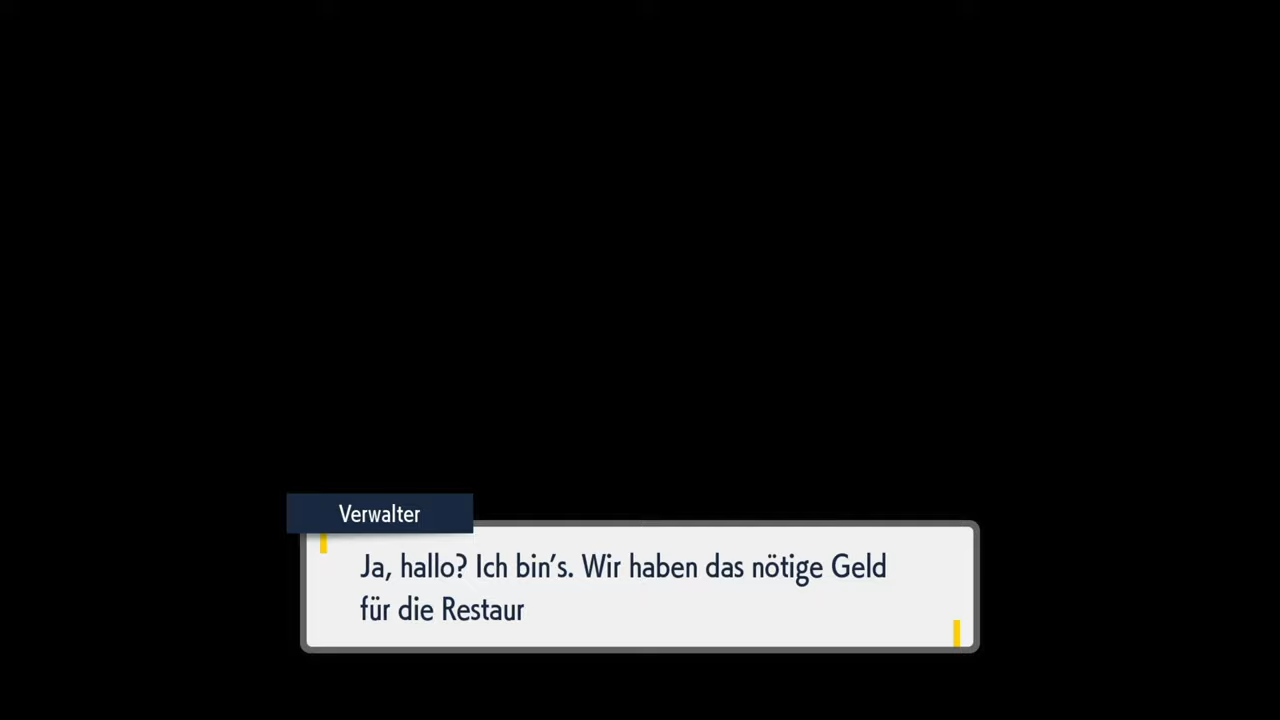 Verwalter
Ja, hallo? Ich bin’s. Wir haben das nötige Geld
für die Restaur